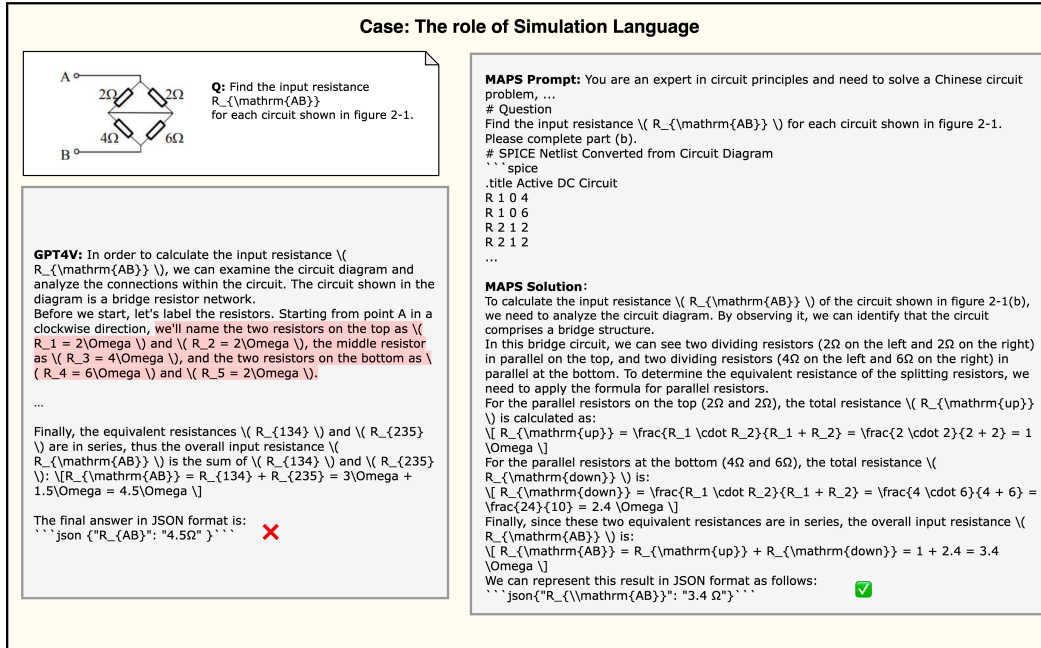 Case: The role of Simulation Language
A
2Ω
2Ω
4Ω
6Ω
B
Q: Find the input resistance
R_{\mathrm{AB}}
for each circuit shown in figure 2-1.
GPT4V: In order to calculate the input resistance \(
R_{\mathrm{AB}} \), we can examine the circuit diagram and
analyze the connections within the circuit. The circuit shown in the
diagram is a bridge resistor network.
Before we start, let's label the resistors. Starting from point A in a
clockwise direction, we'll name the two resistors on the top as \(
R_1 = 2\Omega \) and \( R_2 = 2\Omega \), the middle resistor
as \( R_3 = 4\Omega \), and the two resistors on the bottom as \
( R_4 = 6\Omega \) and \( R_5 = 2\Omega \).
...
Finally, the equivalent resistances \( R_{134} \) and \( R_{235}
\) are in series, thus the overall input resistance \(
R_{\mathrm{AB}} \) is the sum of \( R_{134} \) and \( R_{235}
\): \[R_{\mathrm{AB}} = R_{134} + R_{235} = 3\Omega +
1.5\Omega = 4.5\Omega \]
The final answer in JSON format is:
```json {"R_{AB}": "4.5Ω" }```
MAPS Prompt: You are an expert in circuit principles and need to solve a Chinese circuit
problem, ...
# Question
Find the input resistance \( R_{\mathrm{AB}} \) for each circuit shown in figure 2-1.
Please complete part (b).
# SPICE Netlist Converted from Circuit Diagram
```spice
.title Active DC Circuit
R 1 0 4
R 1 0 6
R 2 1 2
R 2 1 2
...
MAPS Solution:
To calculate the input resistance \( R_{\mathrm{AB}} \) of the circuit shown in figure 2-1(b),
we need to analyze the circuit diagram. By observing it, we can identify that the circuit
comprises a bridge structure.
In this bridge circuit, we can see two dividing resistors (2Ω on the left and 2Ω on the right)
in parallel on the top, and two dividing resistors (4Ω on the left and 6Ω on the right) in
parallel at the bottom. To determine the equivalent resistance of the splitting resistors, we
need to apply the formula for parallel resistors.
For the parallel resistors on the top (2Ω and 2Ω), the total resistance \( R_{\mathrm{up}}
\) is calculated as:
\[ R_{\mathrm{up}} = \frac{R_1 \cdot R_2}{R_1 + R_2} = \frac{2 \cdot 2}{2 + 2} = 1
\Omega \]
For the parallel resistors at the bottom (4Ω and 6Ω), the total resistance \(
R_{\mathrm{down}} \) is:
\[ R_{\mathrm{down}} = \frac{R_1 \cdot R_2}{R_1 + R_2} = \frac{4 \cdot 6}{4 + 6} =
\frac{24}{10} = 2.4 \Omega \]
Finally, since these two equivalent resistances are in series, the overall input resistance \(
R_{\mathrm{AB}} \) is:
\[ R_{\mathrm{AB}} = R_{\mathrm{up}} + R_{\mathrm{down}} = 1 + 2.4 = 3.4
\Omega \]
We can represent this result in JSON format as follows:
```json{"R_{\\mathrm{AB}}": "3.4 Ω"}```